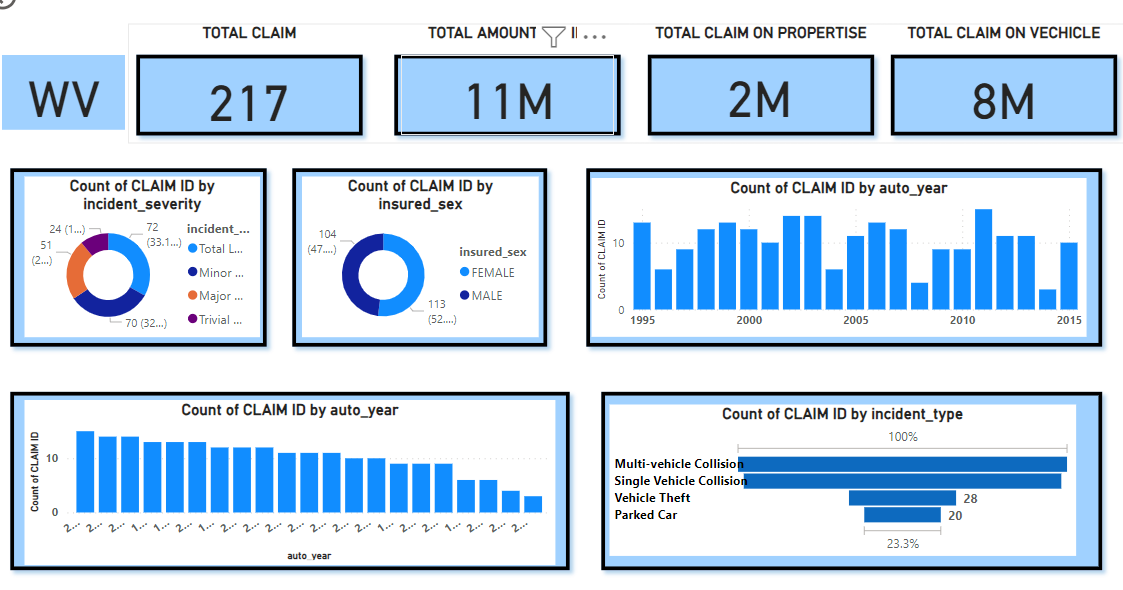 TOTAL CLAIM
TOTAL AMOUNT
TOTAL CLAIM ON PROPERTISE
TOTAL CLAIM ON VECHICLE
WV
217
11M
2M
8M
Count of CLAIM ID by
incident_severity
24 (1...)
72
(33.1...)
51
(2...)
70 (32...)
incident_...
Total L...
Minor ...
Major ...
Trivial ...
Count of CLAIM ID by
insured_sex
104
(47....)
113
(52....)
insured_sex
FEMALE
MALE
Count of CLAIM ID by auto_year
Count of CLAIM ID
10
0
1995
2000
2005
2010
2015
Count of CLAIM ID by auto_year
Count of CLAIM ID
10
0
2... 2... 2... 1... 1... 2... 1... 2... 2... 2... 2... 2... 2... 2... 1... 2... 2... 1... 2... 2... 2...
auto_year
Count of CLAIM ID by incident_type
100%
Multi-vehicle Collision
Single Vehicle Collision
Vehicle Theft
28
Parked Car
20
23.3%